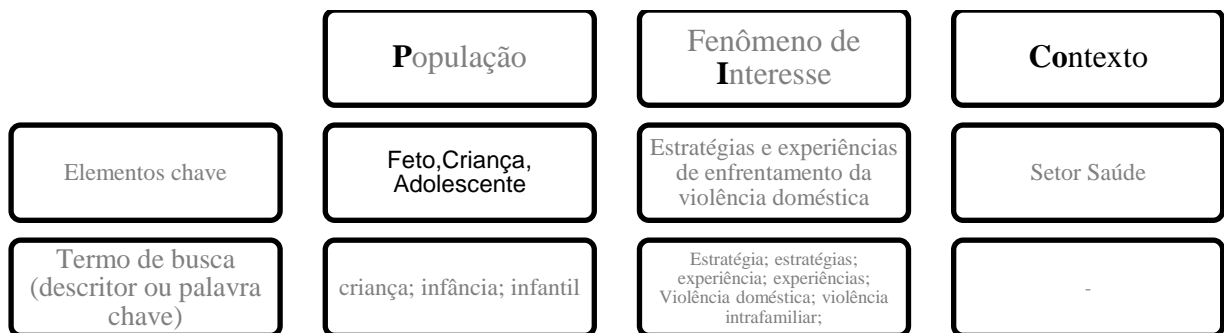 População
Fenômeno de
Interesse
Contexto
Elementos chave
Feto,Criança,
Adolescente
Estratégias e experiências
de enfrentamento da
violência doméstica
Setor Saúde
Termo de busca
(descritor ou palavra
chave)
criança; infância; infantil
Estratégia; estratégias;
experiência; experiências;
Violência doméstica; violência
intrafamiliar;
-